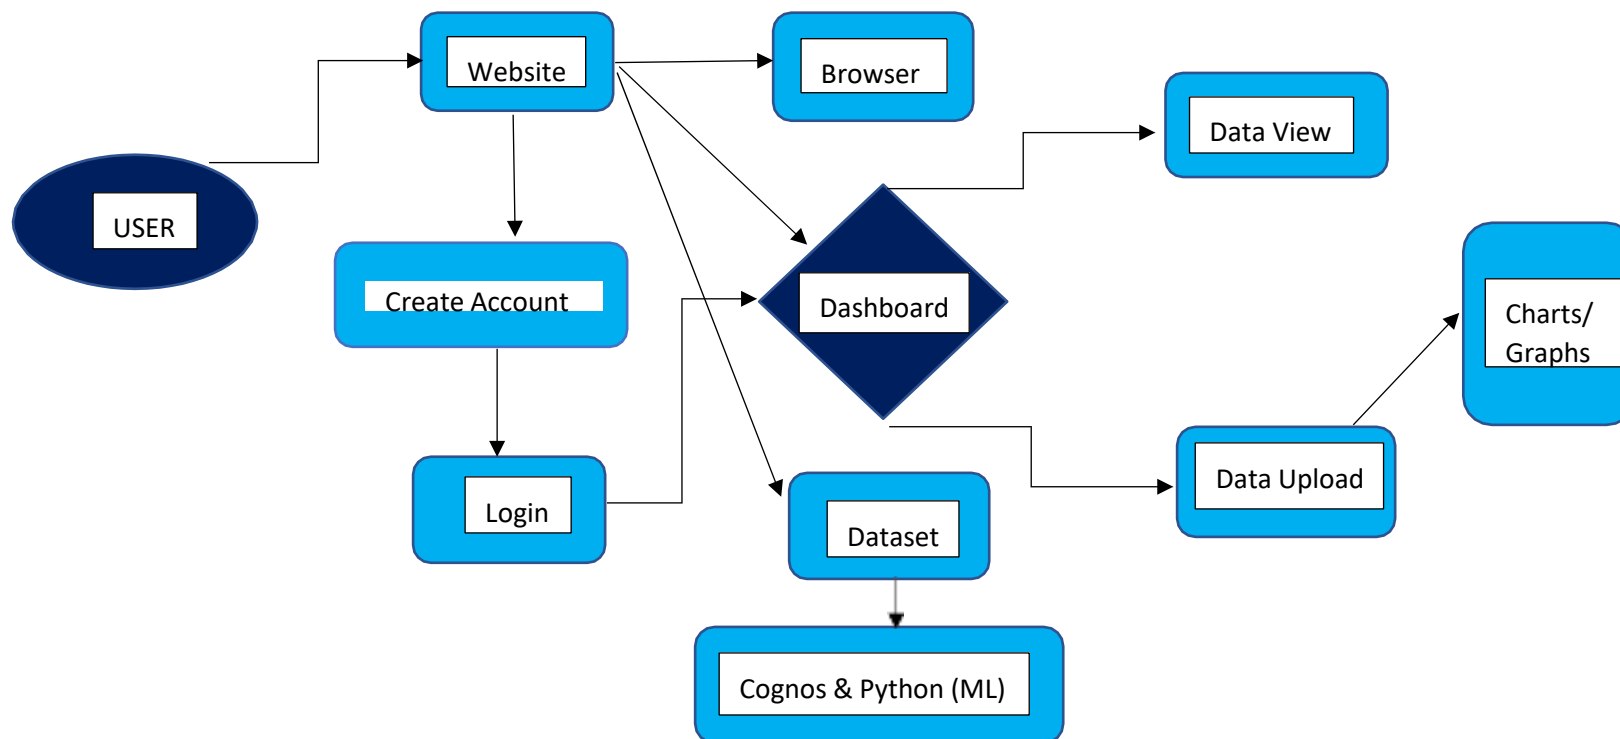 Website
Browser
Data View
USER
Create Account
Dashboard
Charts/
Graphs
Data Upload
Login
Dataset
Cognos & Python (ML)